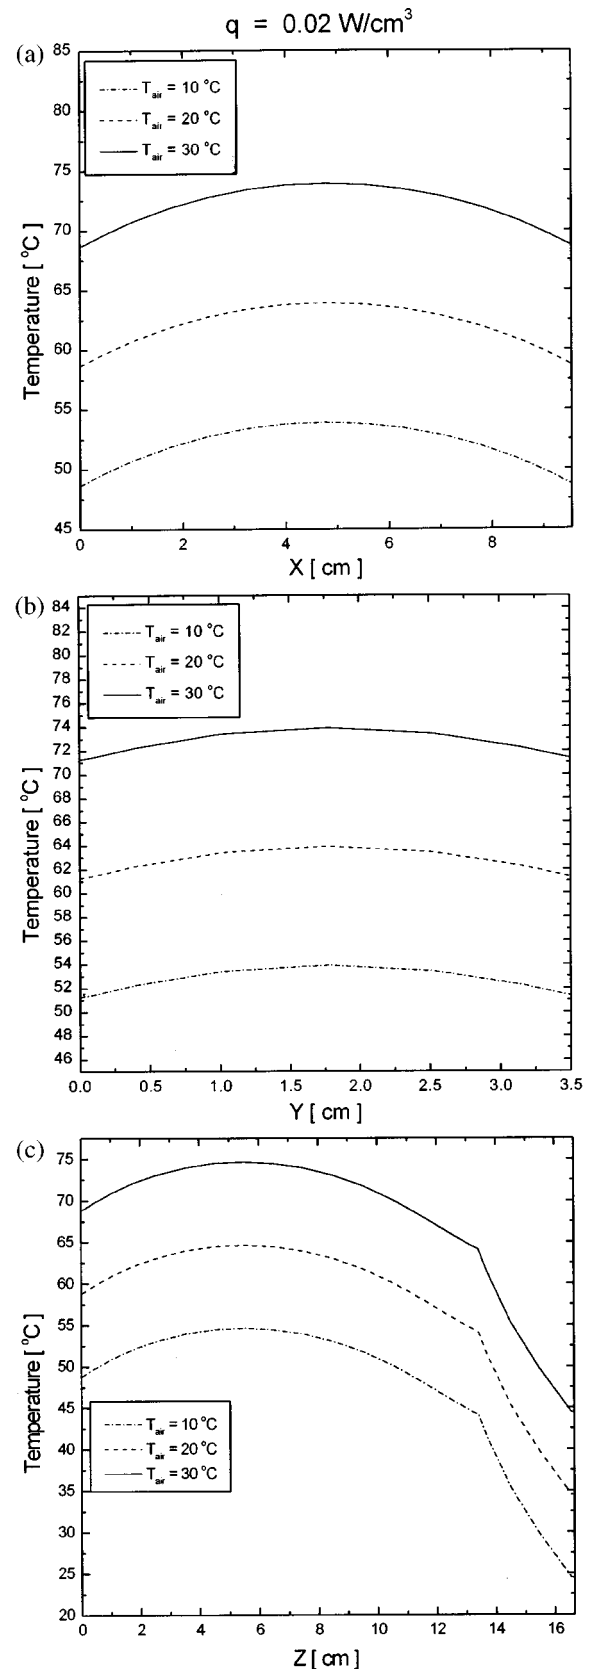 q = 0.02 W/cm³
(a)
85
80
75
70
65
60
55
50
45
T_air = 10 °C
T_air = 20 °C
T_air = 30 °C
Temperature [ °C ]
0 2 4 6 8
X [ cm ]
(b)
84
82
80
78
76
74
72
70
68
66
64
62
60
58
56
54
52
50
48
46
T_air = 10 °C
T_air = 20 °C
T_air = 30 °C
Temperature [ °C ]
0.0 0.5 1.0 1.5 2.0 2.5 3.0 3.5
Y [ cm ]
(c)
75
70
65
60
55
50
45
40
35
30
25
20
T_air = 10 °C
T_air = 20 °C
T_air = 30 °C
Temperature [ °C ]
0 2 4 6 8 10 12 14 16
Z [ cm ]